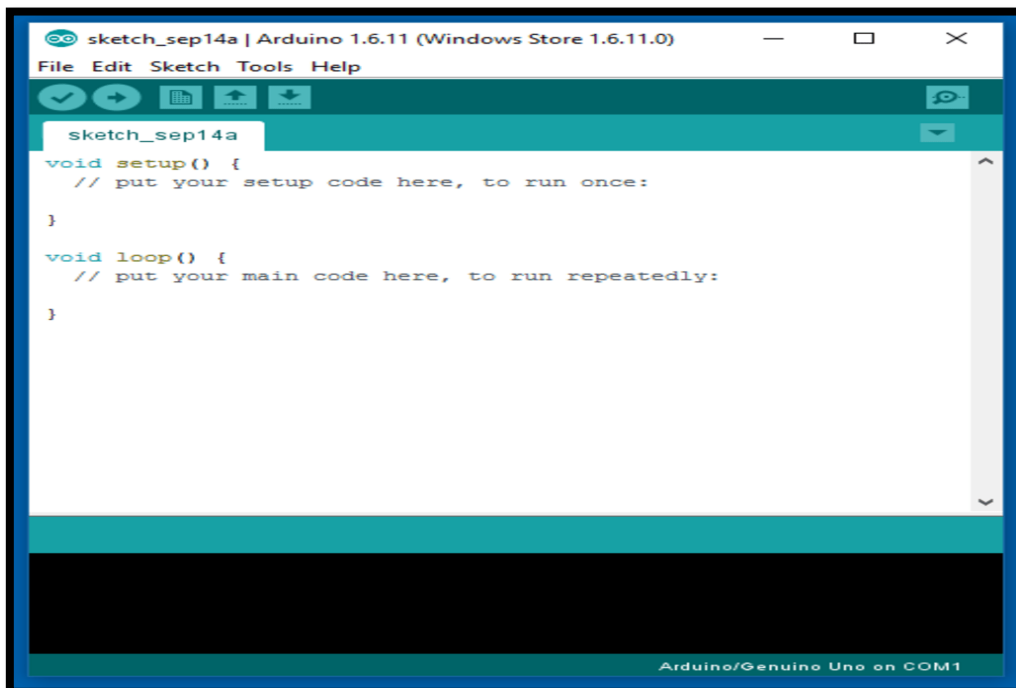 sketch_sep14a | Arduino 1.6.11 (Windows Store 1.6.11.0)
File Edit Sketch Tools Help
sketch_sep14a
void setup() {
  // put your setup code here, to run once:
}
void loop() {
  // put your main code here, to run repeatedly:
}
Arduino/Genuino Uno on COM1